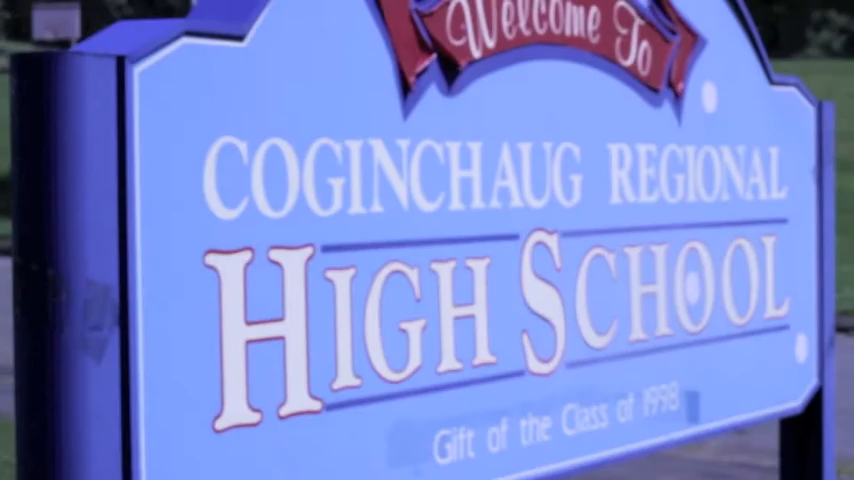 Welcome To
COGINCHAUG REGIONAL
HIGH SCHOOL
Gift of the Class of 1998